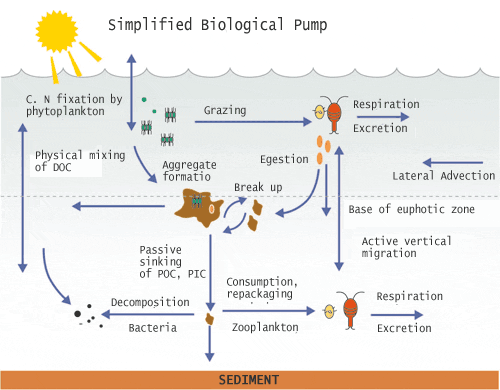 Simplified Biological Pump
C. N fixation by
phytoplankton
Grazing
Respiration
Excretion
Physical mixing
of DOC
Aggregate
formatio
Egestion
Lateral Advection
Break up
Base of euphotic zone
Passive
sinking
of POC, PIC
Active vertical
migration
Consumption,
repackaging
Decomposition
Bacteria
Zooplankton
Respiration
Excretion
SEDIMENT